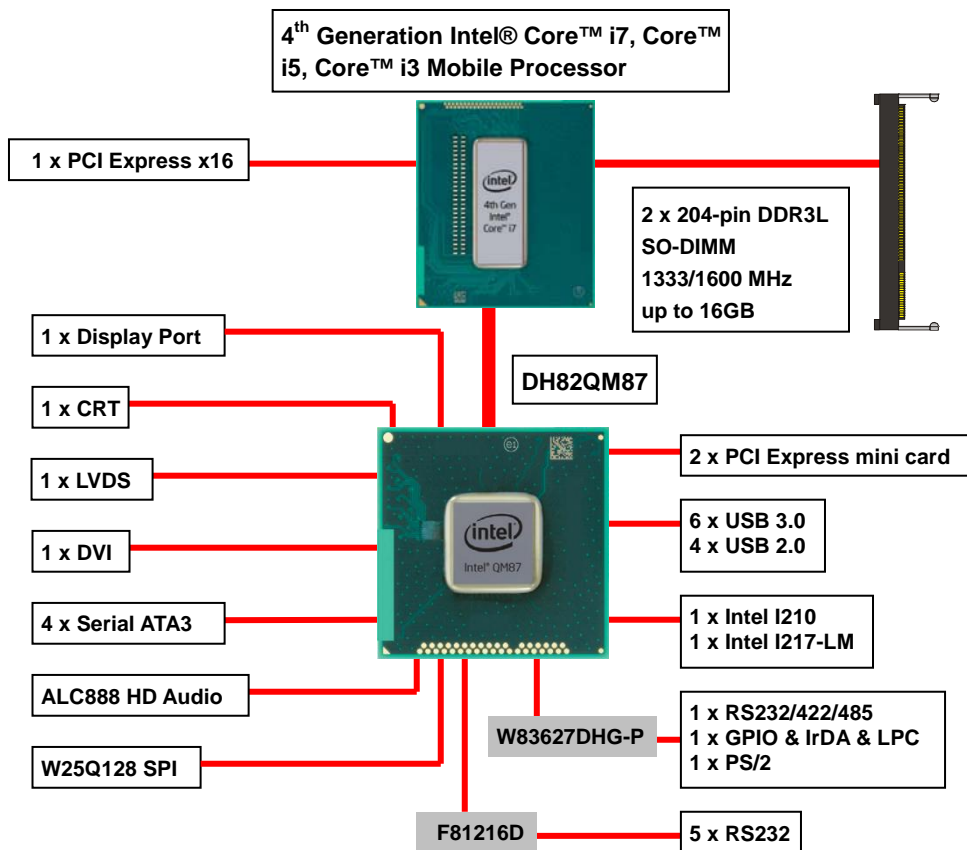 4th Generation Intel® Core™ i7, Core™
i5, Core™ i3 Mobile Processor
1 x PCI Express x16
intel
4th Gen
Intel®
Core™ i7
2 x 204-pin DDR3L
SO-DIMM
1333/1600 MHz
up to 16GB
1 x Display Port
DH82QM87
1 x CRT
1 x LVDS
1 x DVI
4 x Serial ATA3
ALC888 HD Audio
W25Q128 SPI
intel
Intel® QM87
2 x PCI Express mini card
6 x USB 3.0
4 x USB 2.0
1 x Intel I210
1 x Intel I217-LM
W83627DHG-P
1 x RS232/422/485
1 x GPIO & IrDA & LPC
1 x PS/2
F81216D
5 x RS232